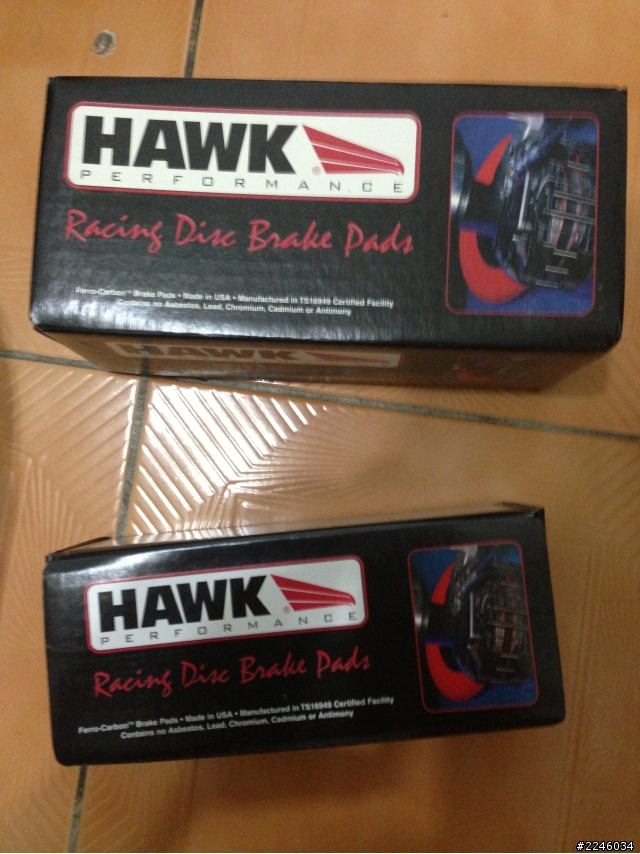 HAWK
®
PERFORMANCE
Racing Disc Brake Pads
Ferro-Carbon™ Brake Pads • Made in USA • Manufactured in TS16949 Certified Facility
Contains no Asbestos, Lead, Chromium, Cadmium or Antimony
HAWK
HAWK
®
PERFORMANCE
Racing Disc Brake Pads
Ferro-Carbon™ Brake Pads • Made in USA • Manufactured in TS16949 Certified Facility
Contains no Asbestos, Lead, Chromium, Cadmium or Antimony
#2246034